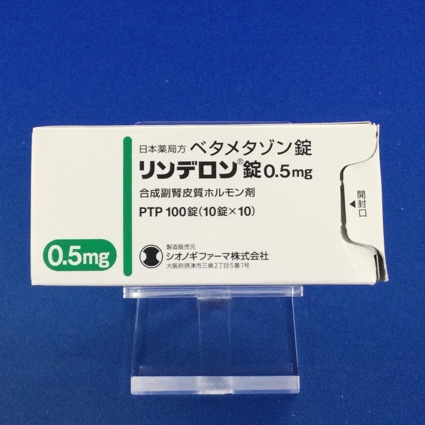 日本薬局方 ベタメタゾン錠
リンデロン®錠0.5mg
合成副腎皮質ホルモン剤
PTP 100錠(10錠×10)
0.5mg
製造販売元
シオノギファーマ株式会社
大阪府摂津市三島2丁目5番1号
開封口